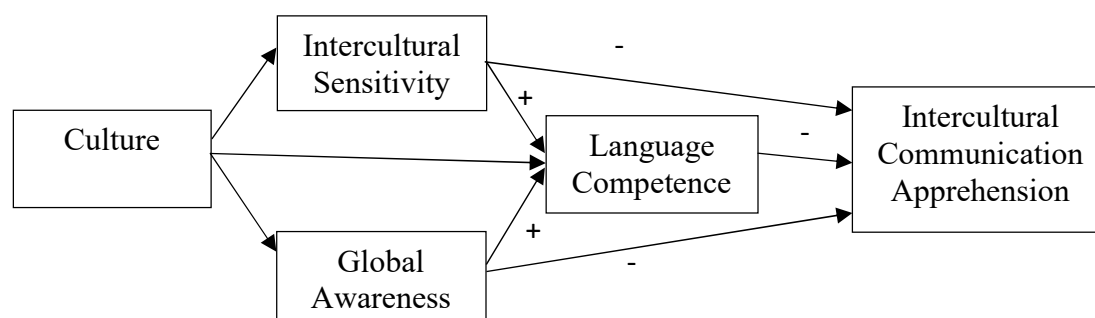 Intercultural
Sensitivity
-
+
Culture
Language
Competence
-
Intercultural
Communication
Apprehension
+
Global
Awareness
-